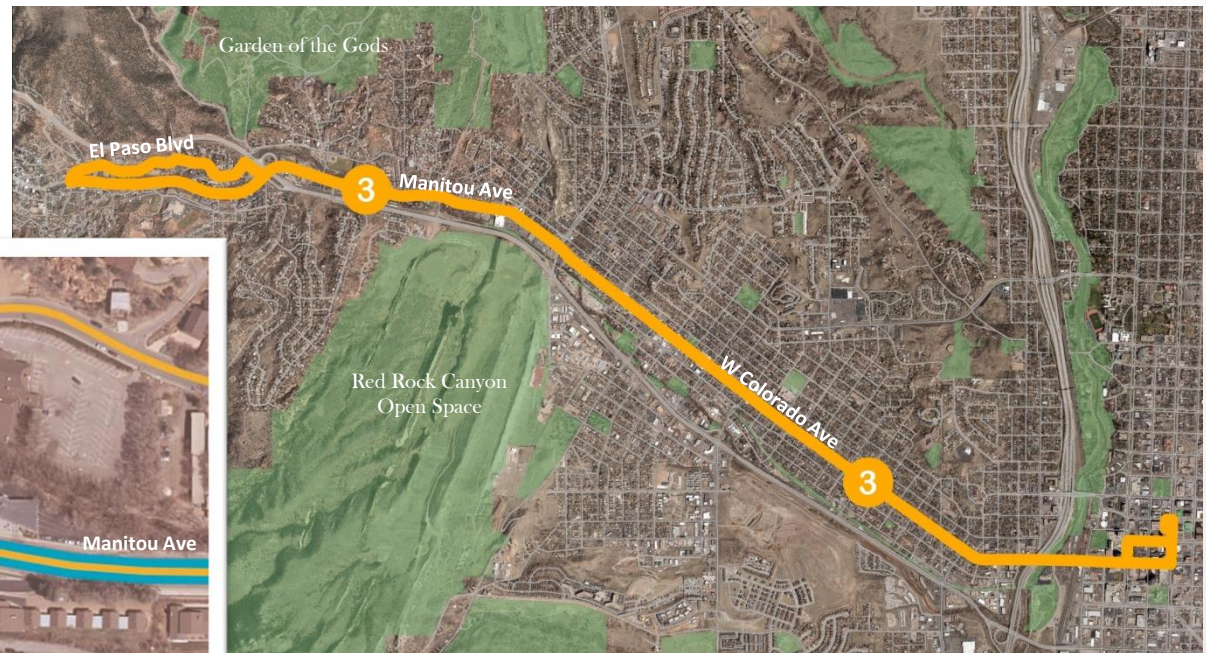 Garden of the Gods
El Paso Blvd
3
Manitou Ave
Red Rock Canyon
Open Space
W Colorado Ave
3
Manitou Ave